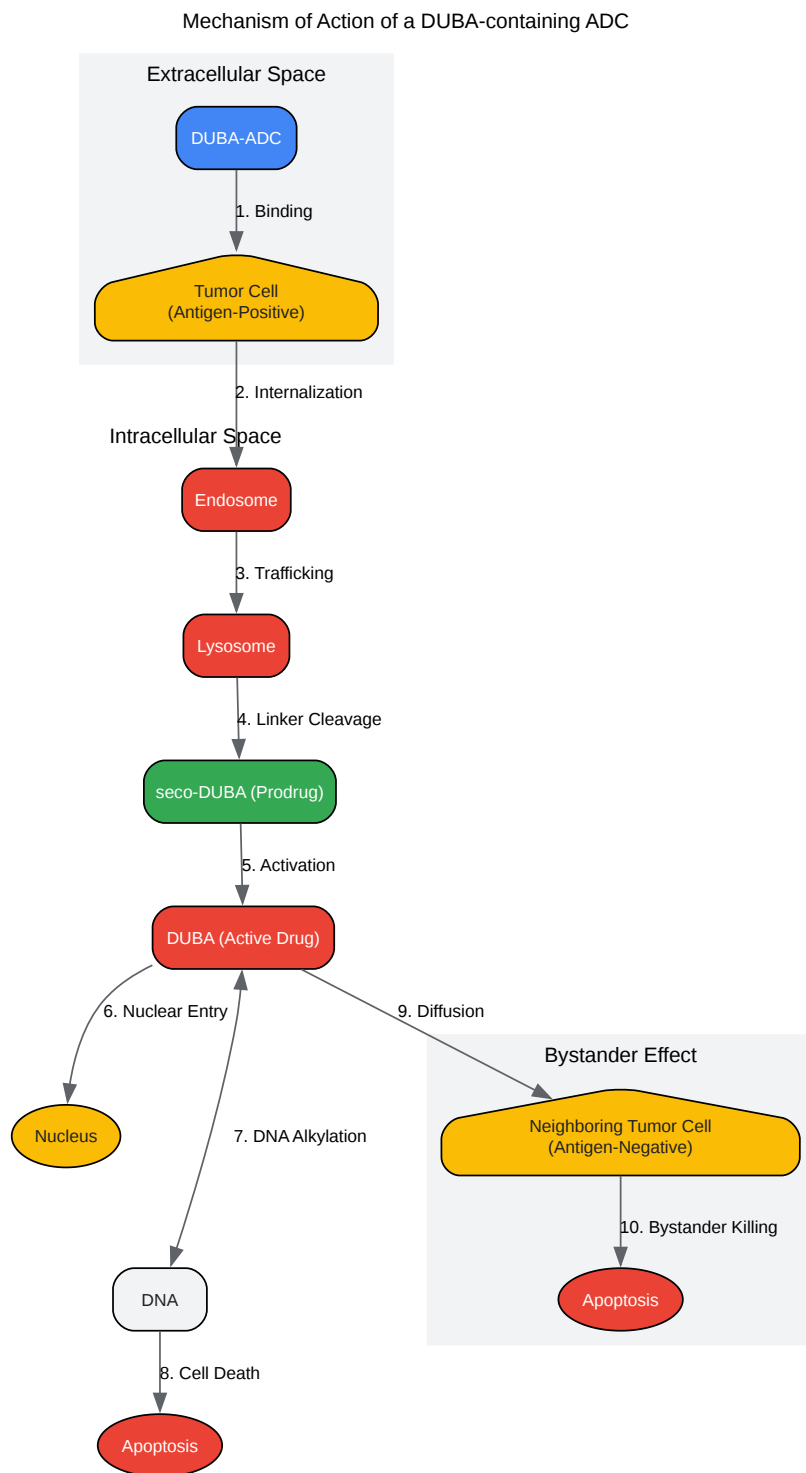 Mechanism of Action of a DUBA-containing ADC
Extracellular Space
DUBA-ADC
1. Binding
Tumor Cell
(Antigen-Positive)
2. Internalization
Intracellular Space
Endosome
3. Trafficking
Lysosome
4. Linker Cleavage
seco-DUBA (Prodrug)
5. Activation
DUBA (Active Drug)
6. Nuclear Entry
9. Diffusion
Bystander Effect
Nucleus
7. DNA Alkylation
Neighboring Tumor Cell
(Antigen-Negative)
10. Bystander Killing
DNA
Apoptosis
8. Cell Death
Apoptosis